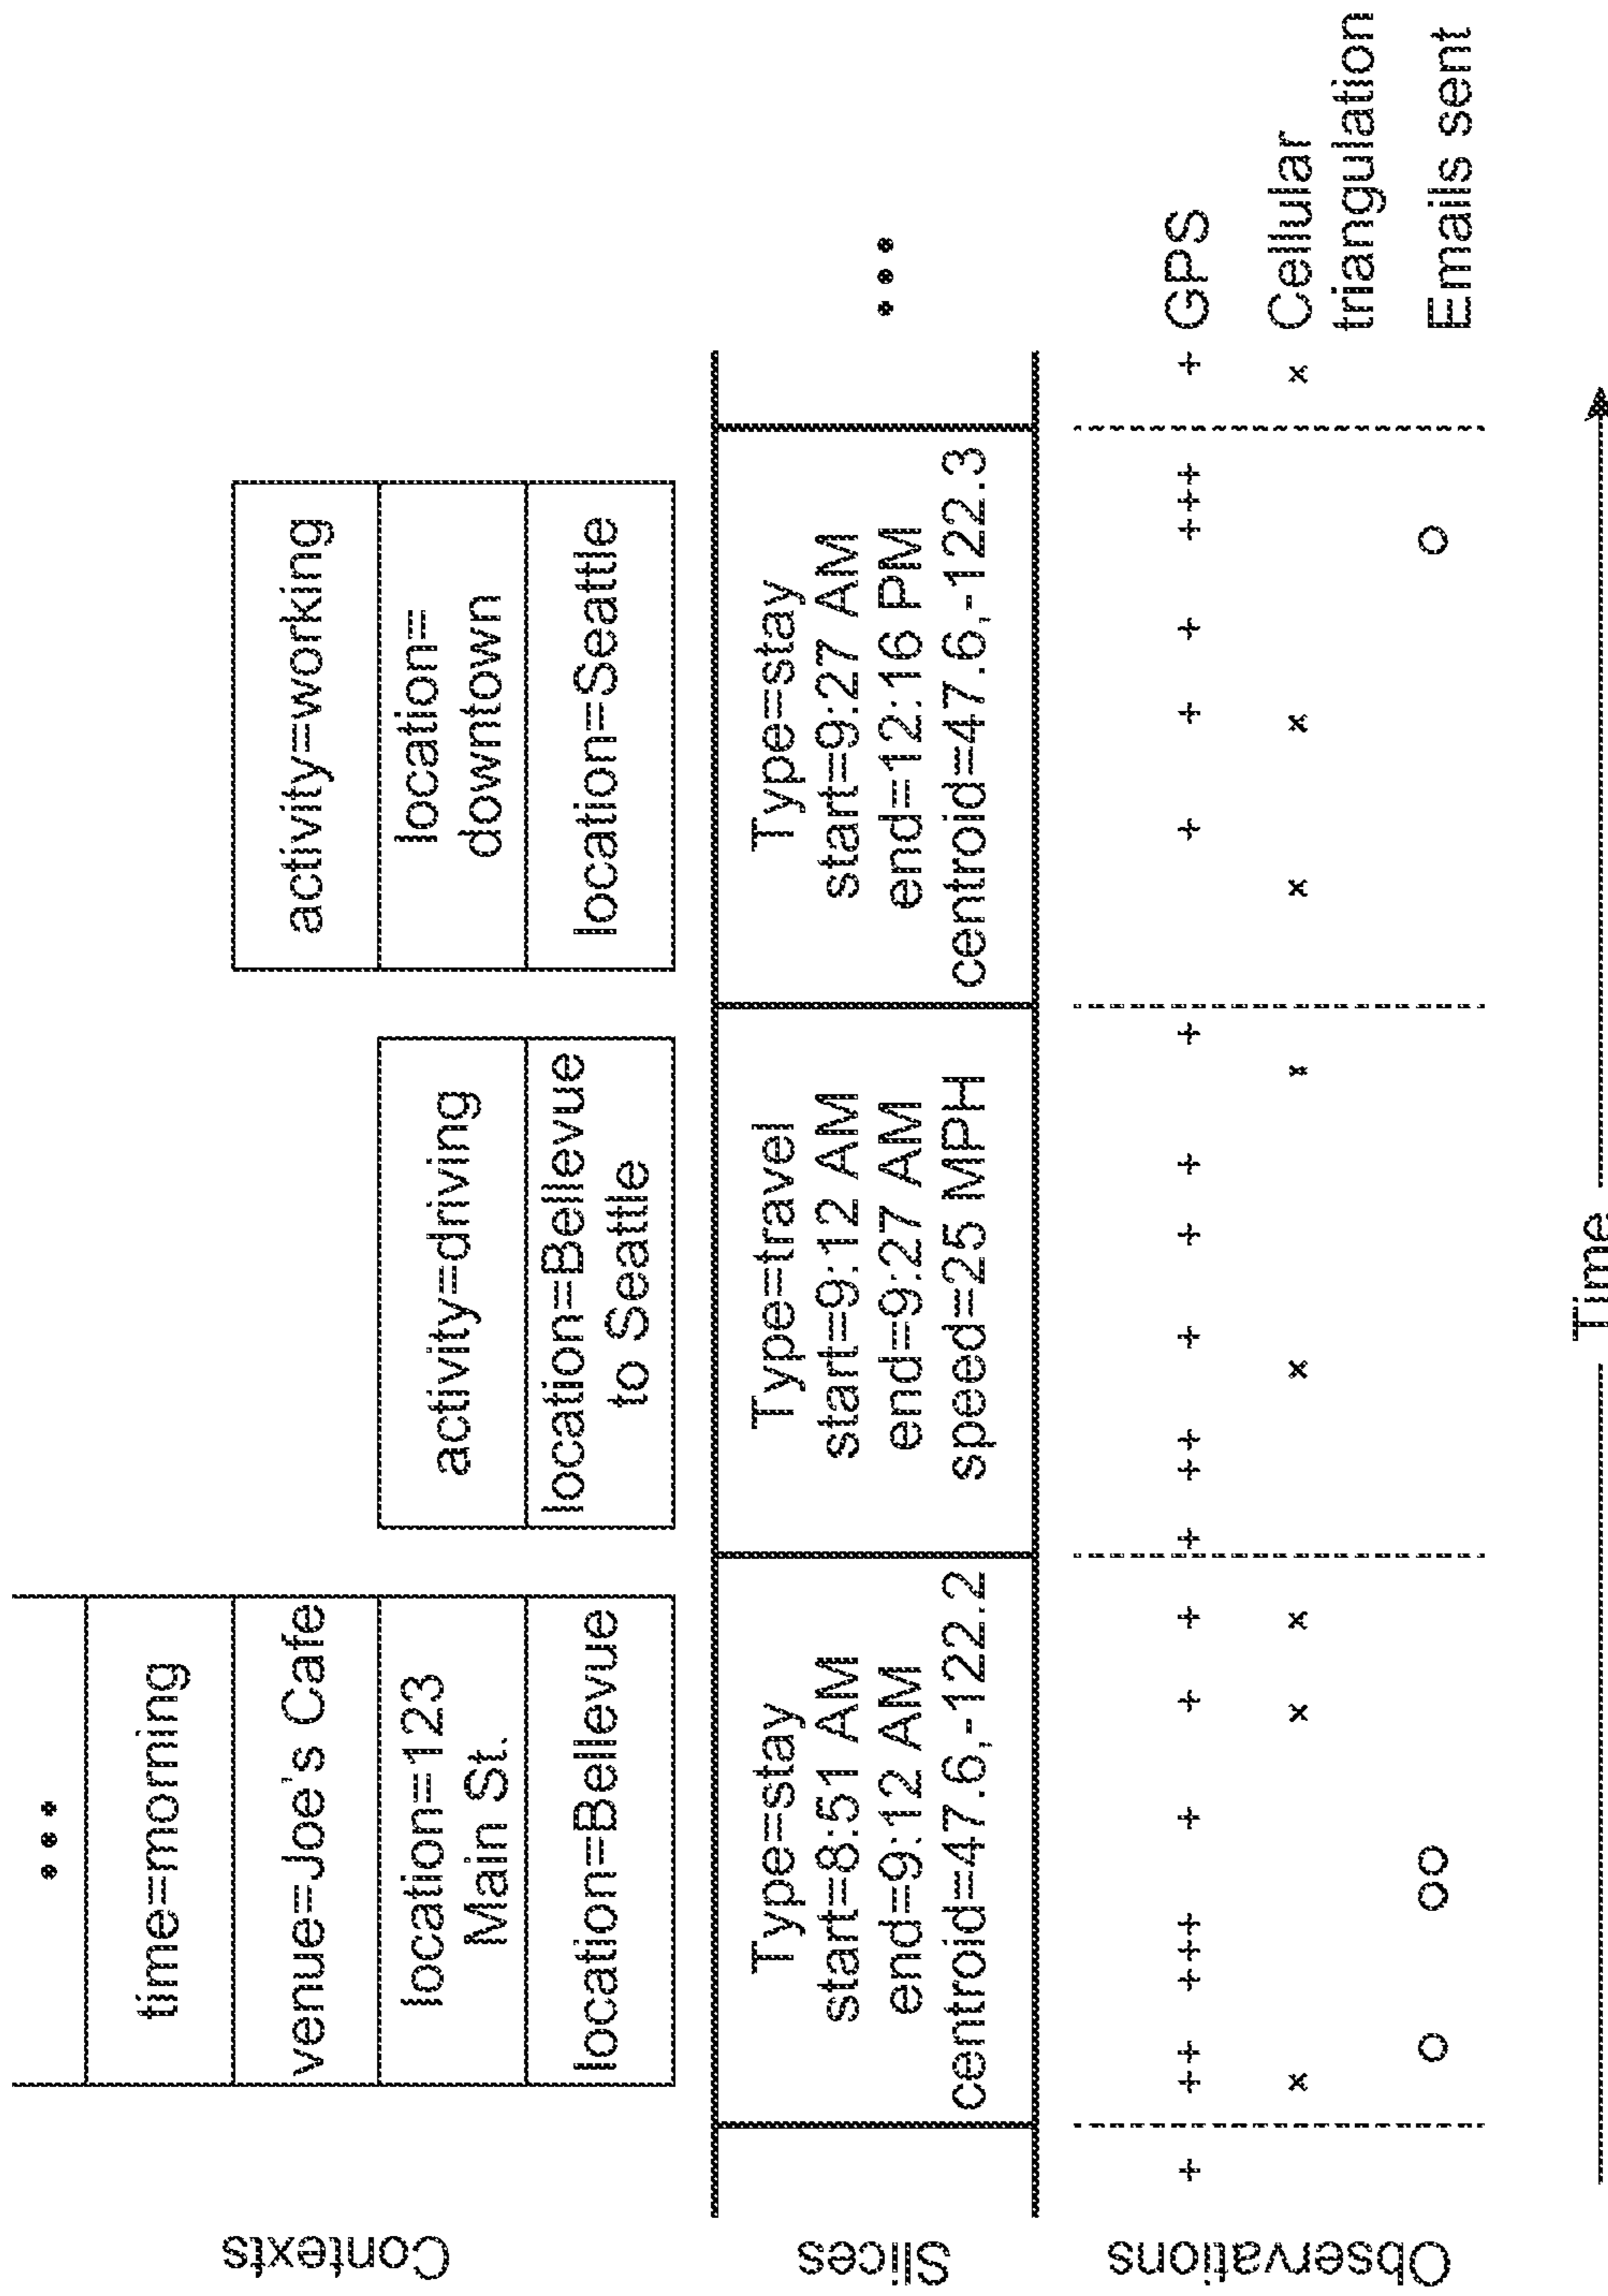 Contexts
•••
time=morning
venue=Joe's Cafe
location=123
Main St.
location=Bellevue
activity=driving
location=Bellevue
to Seattle
activity=working
location=
downtown
location=Seattle
Slices
Type=stay
start=8:51 AM
end=9:12 AM
centroid=47.6,-122.2
Type=travel
start=9:12 AM
end=9:27 AM
speed=25 MPH
Type=stay
start=9:27 AM
end=12:16 PM
centroid=47.6,-122.3
•••
Observations
GPS
Cellular
triangulation
Emails sent
Time